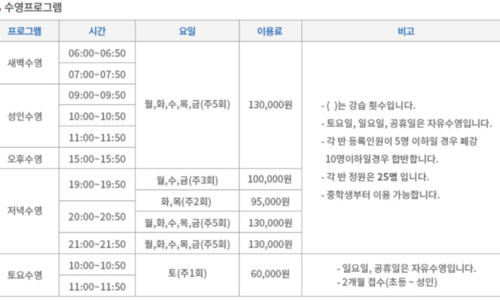 수영프로그램
프로그램 시간 요일 이용료 비고
새벽수영
06:00~06:50
07:00~07:50
성인수영
09:00~09:50
10:00~10:50
11:00~11:50
오후수영
15:00~15:50
월,화,수,목,금(주5회)
130,000원
저녁수영
19:00~19:50
20:00~20:50
21:00~21:50
월,수,금(주3회) 100,000원
화,목(주2회) 95,000원
월,화,수,목,금(주5회) 130,000원
월,화,수,목,금(주5회) 130,000원
- ( )는 강습 횟수입니다.
- 토요일, 일요일, 공휴일은 자유수영입니다.
- 각 반 등록인원이 5명 이하일 경우 폐강
10명이하일경우 합반합니다.
- 각 반 정원은 25명 입니다.
- 중학생부터 이용 가능합니다.
토요수영
10:00~10:50
11:00~11:50
토(주1회)
60,000원
- 일요일, 공휴일은 자유수영입니다.
- 2개월 접수(초등 ~ 성인)